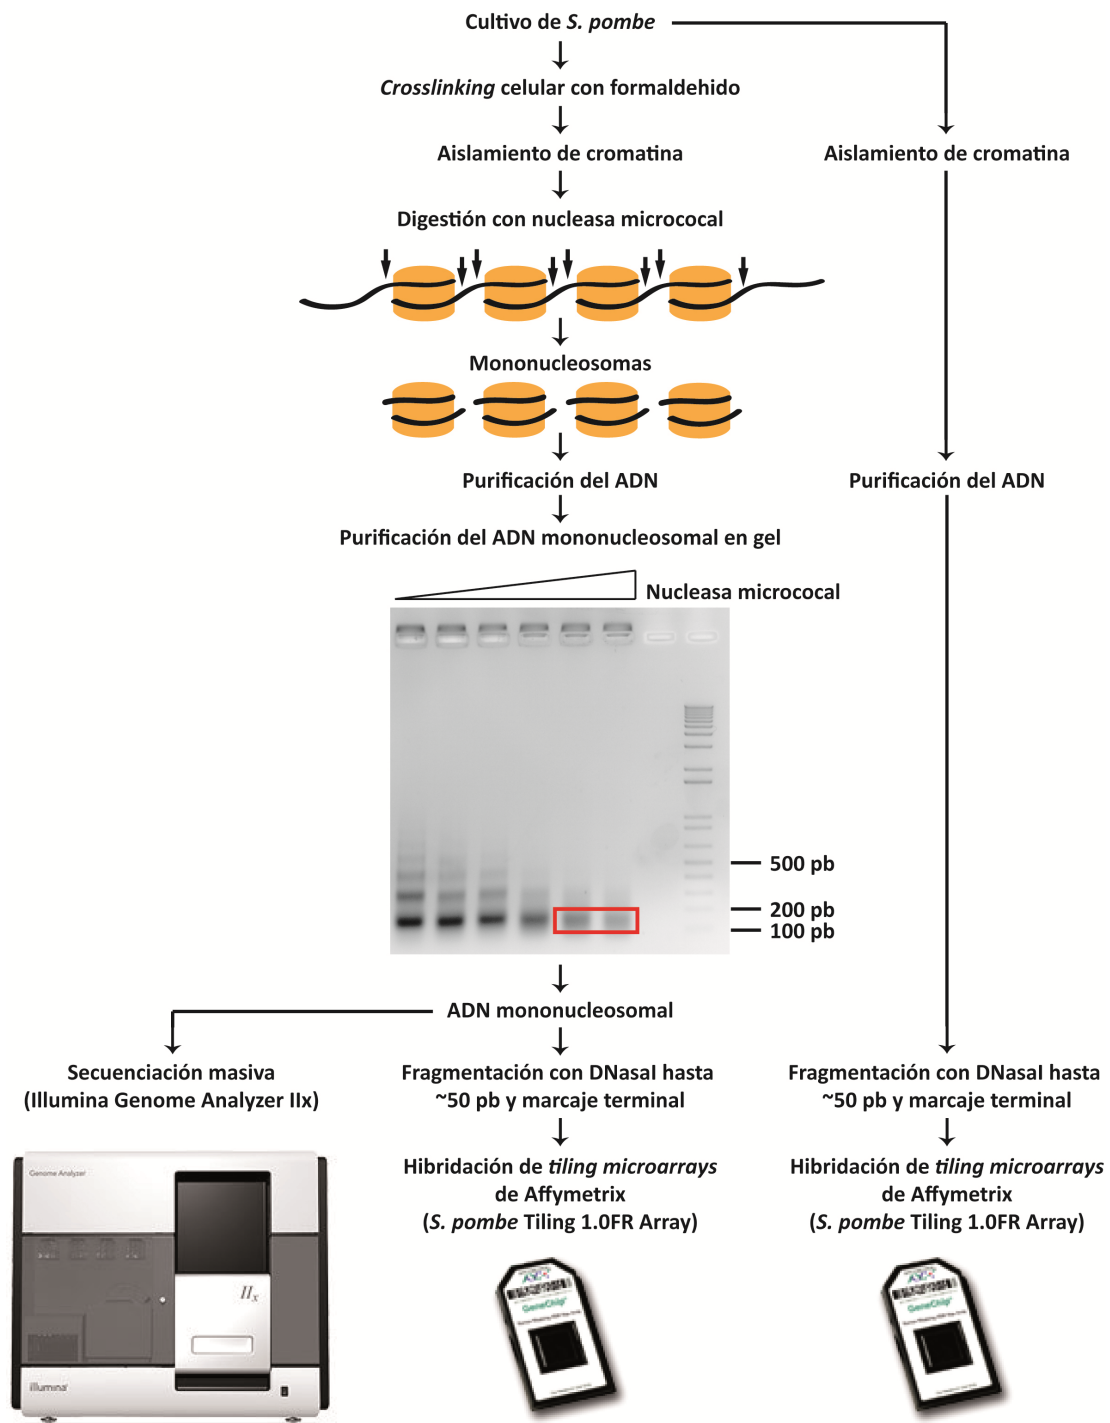 Cultivo de S. pombe
Crosslinking celular con formaldehido
Aislamiento de cromatina
Aislamiento de cromatina
Digestión con nucleasa micrococal
Mononucleosomas
Purificación del ADN
Purificación del ADN
Purificación del ADN mononucleosomal en gel
Nucleasa micrococal
500 pb
200 pb
100 pb
ADN mononucleosomal
Secuenciación masiva
(Illumina Genome Analyzer IIx)
Fragmentación con DNasaI hasta
~50 pb y marcaje terminal
Fragmentación con DNasaI hasta
~50 pb y marcaje terminal
Hibridación de tiling microarrays
de Affymetrix
(S. pombe Tiling 1.0FR Array)
Hibridación de tiling microarrays
de Affymetrix
(S. pombe Tiling 1.0FR Array)
Genome Analyzer
IIx
illumina
GeneChip
GeneChip